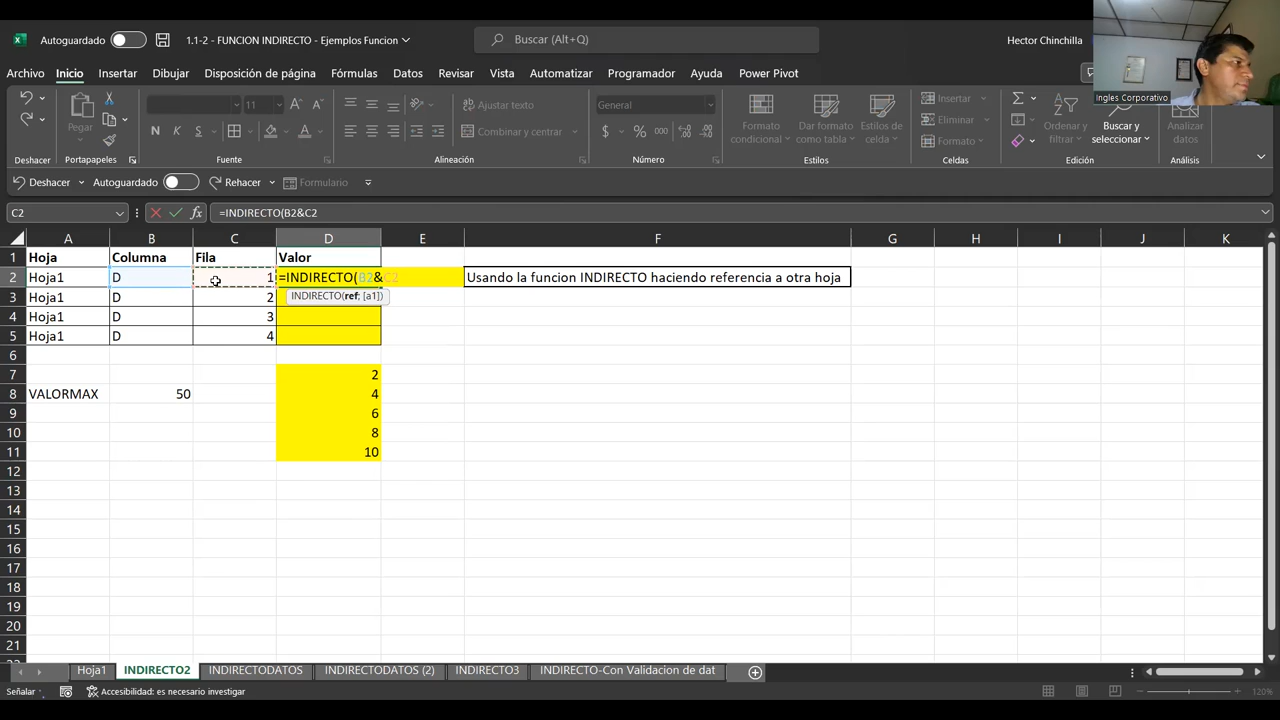 Autoguardado 1.1-2 - FUNCION INDIRECTO - Ejemplos Funcion Buscar (Alt+Q) Hector Chinchilla
Ingles Corporativo
Archivo Inicio Insertar Dibujar Disposición de página Fórmulas Datos Revisar Vista Automatizar Programador Ayuda Power Pivot
Pegar 11 A A Ajustar texto General Formato condicional Dar formato como tabla Estilos de celda Insertar Ordenar y filtrar Buscar y seleccionar Analizar datos
N K S Combinar y centrar $ % 000 Eliminar
Formato
Deshacer Portapapeles Fuente Alineación Número Estilos Celdas Edición Análisis
Deshacer Autoguardado Rehacer Formulario
C2 fx =INDIRECTO(B2&C2
A B C D E F G H I J K
1 Hoja Columna Fila Valor
2 Hoja1 D 1 =INDIRECTO(B2&C2 Usando la funcion INDIRECTO haciendo referencia a otra hoja
3 Hoja1 D 2 INDIRECTO(ref; [a1])
4 Hoja1 D 3
5 Hoja1 D 4
6
7 2
8 VALORMAX 50 4
9 6
10 8
11 10
12
13
14
15
16
17
18
19
20
21
Hoja1 INDIRECTO2 INDIRECTODATOS INDIRECTODATOS (2) INDIRECTO3 INDIRECTO-Con Validacion de dat
Señalar Accesibilidad: es necesario investigar 120%